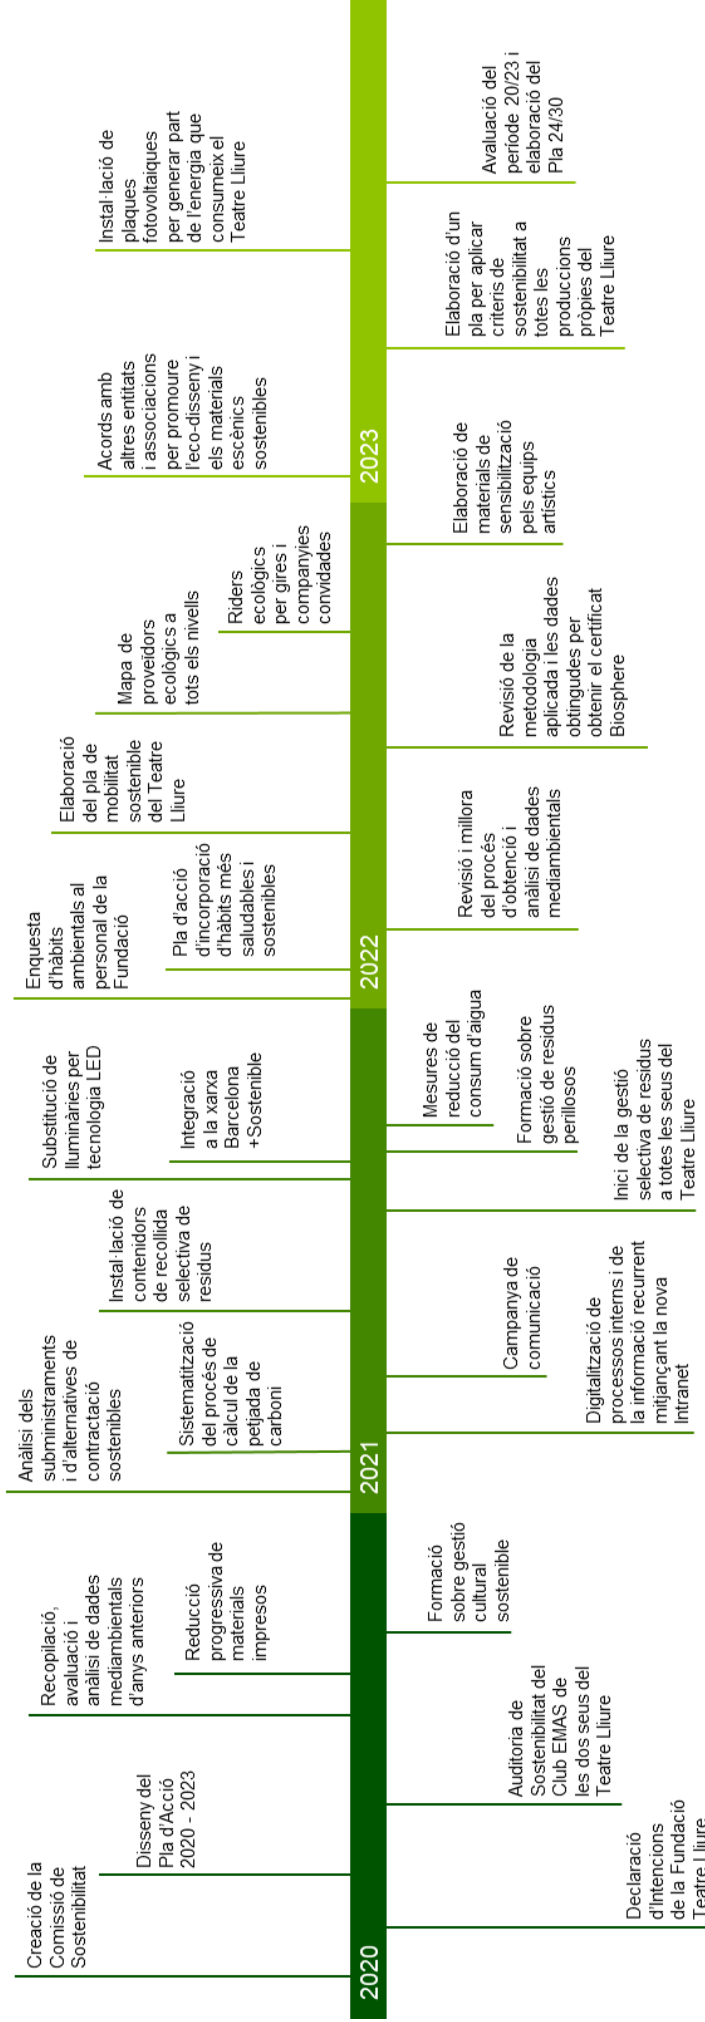 2020
Creació de la
Comissió de
Sostenibilitat
Declaració
d'Intencions
de la Fundació
Teatre Lliure
Disseny del
Pla d'Acció
2020 - 2023
Auditoria de
Sostenibilitat del
Club EMAS de
les dos seus del
Teatre Lliure
Recopilació,
avaluació i
anàlisi de dades
mediambientals
d'anys anteriors
Reducció
progressiva de
materials
impresos
Formació
sobre gestió
cultural
sostenible
2021
Anàlisi dels
subministraments
i d'alternatives de
contractació
sostenibles
Sistematització
del procés de
càlcul de la
petjada de
carboni
Digitalització de
processos interns i de
la informació recurrent
mitjançant la nova
Intranet
Campanya de
comunicació
Instal·lació de
contenidors
de recollida
selectiva de
residus
Inici de la gestió
selectiva de residus
a totes les seus del
Teatre Lliure
Substitució de
lluminàries per
tecnologia LED
Integració
a la xarxa
Barcelona
+Sostenible
Formació sobre
gestió de residus
perillosos
Mesures de
reducció del
consum d'aigua
2022
Enquesta
d'hàbits
ambientals al
personal de la
Fundació
Pla d'acció
d'incorporació
d'hàbits més
saludables i
sostenibles
Revisió i millora
del procés
d'obtenció i
anàlisi de dades
mediambientals
Elaboració
del pla de
mobilitat
sostenible
del Teatre
Lliure
Revisió de la
metodologia
aplicada i les dades
obtingudes per
obtenir el certificat
Biosphere
Mapa de
proveïdors
ecològics a
tots els nivells
Riders
ecològics
per gires i
companyies
convidades
Elaboració de
materials de
sensibilització
pels equips
artístics
2023
Acords amb
altres entitats
i associacions
per promoure
l'eco-disseny i
els materials
escènics
sostenibles
Elaboració d'un
pla per aplicar
criteris de
sostenibilitat a
totes les
produccions
pròpies del
Teatre Lliure
Instal·lació de
plaques
fotovoltaiques
per generar part
de l'energia que
consumeix el
Teatre Lliure
Avaluació del
període 20/23 i
elaboració del
Pla 24/30